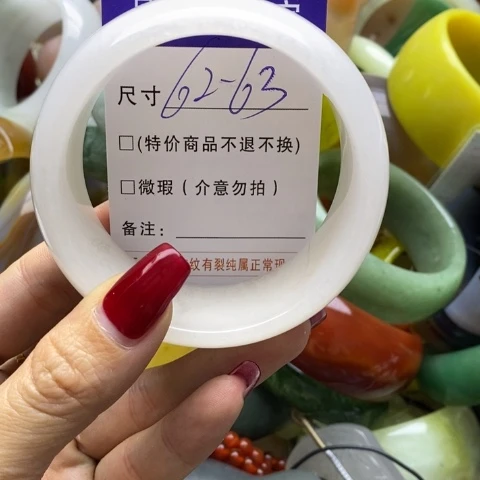 尺寸 62-63
□(特价商品不退不换)
□微瑕(介意勿拍)
备注:
纹有裂纯属正常现